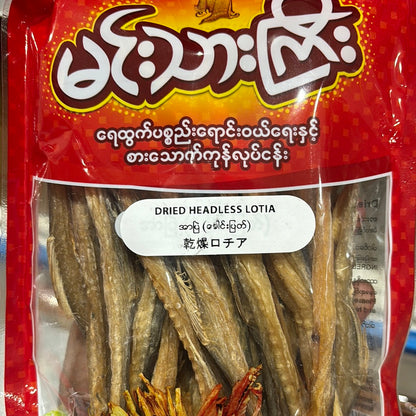 မင်းသားကြီး
ရေထွက်ပစ္စည်းရောင်းဝယ်ရေးနှင့်
စားသောက်ကုန်လုပ်ငန်း
DRIED HEADLESS LOTIA
အာမြဲ (ခေါင်းဖြတ်)
乾燥ロチア